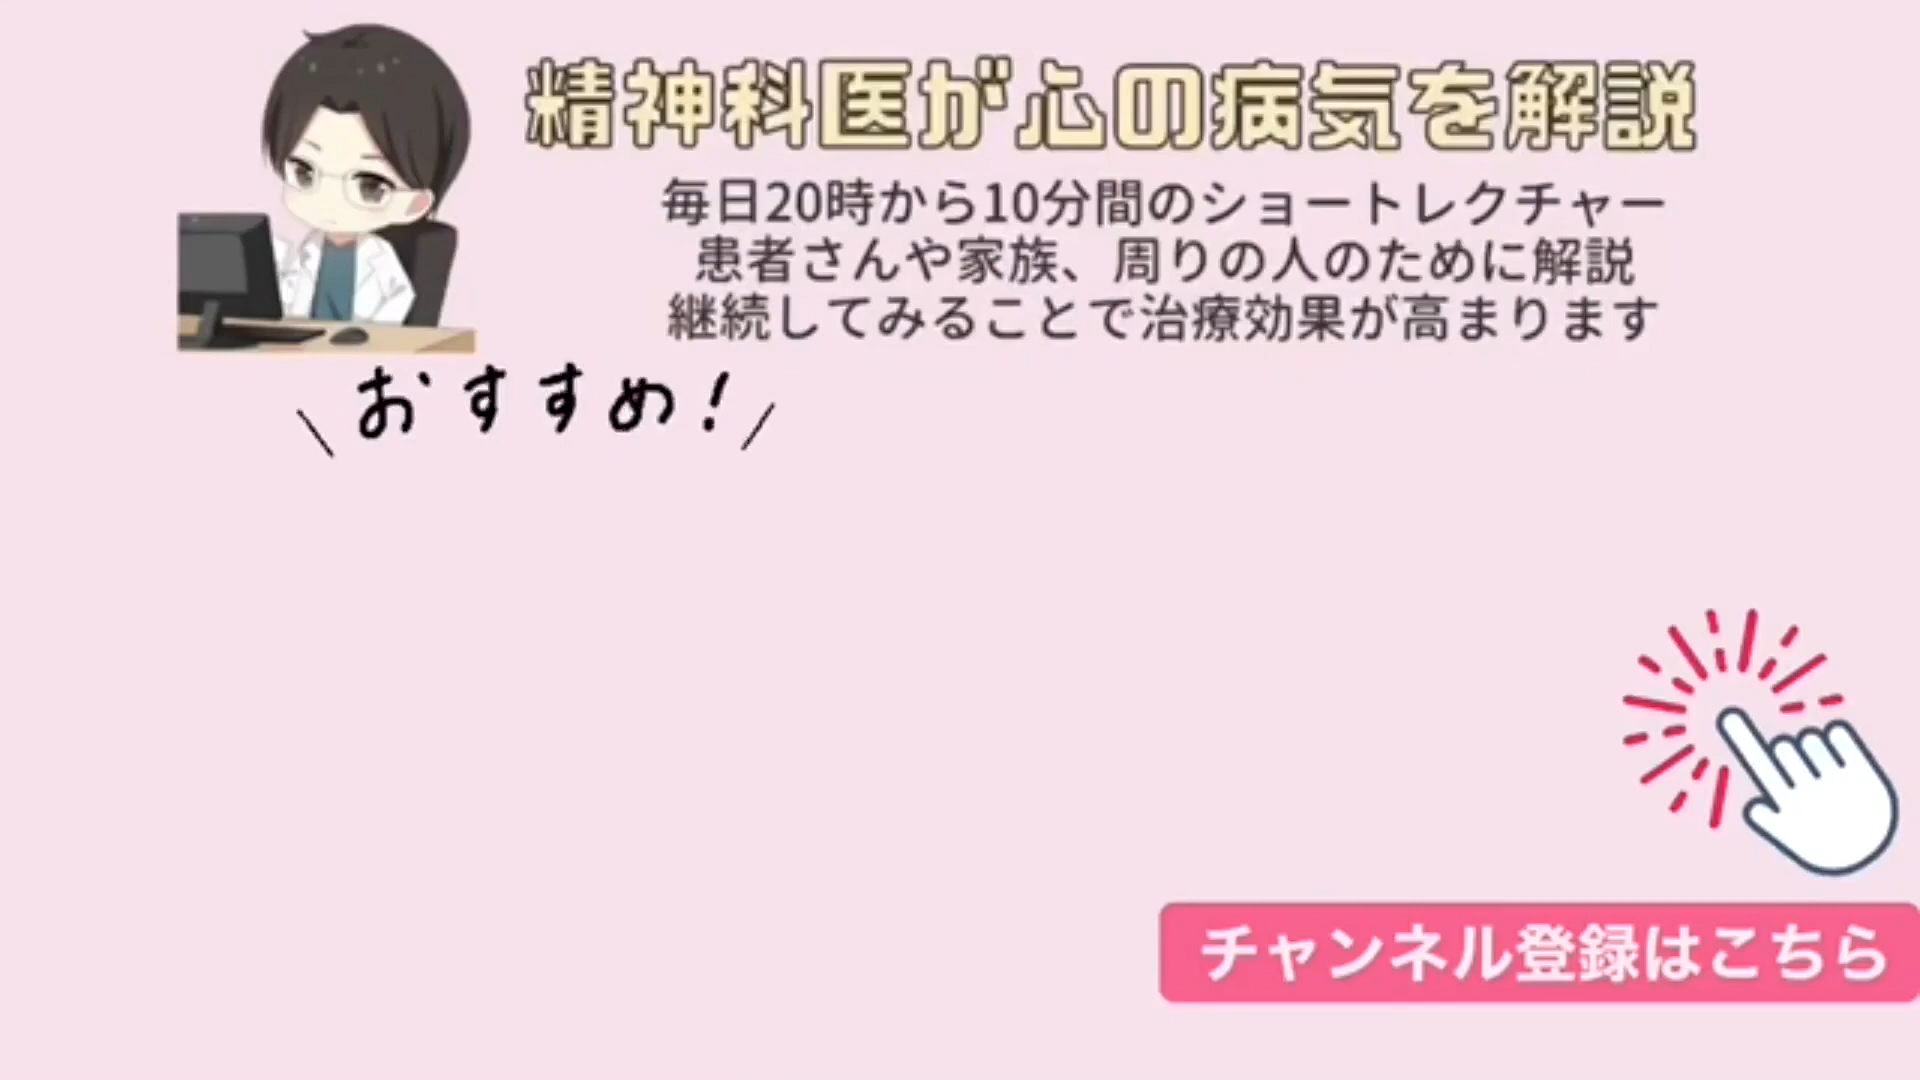 精神科医が心の病気を解説
毎日20時から10分間のショートレクチャー
患者さんや家族、周りの人のために解説
継続してみることで治療効果が高まります
おすすめ！
チャンネル登録はこちら